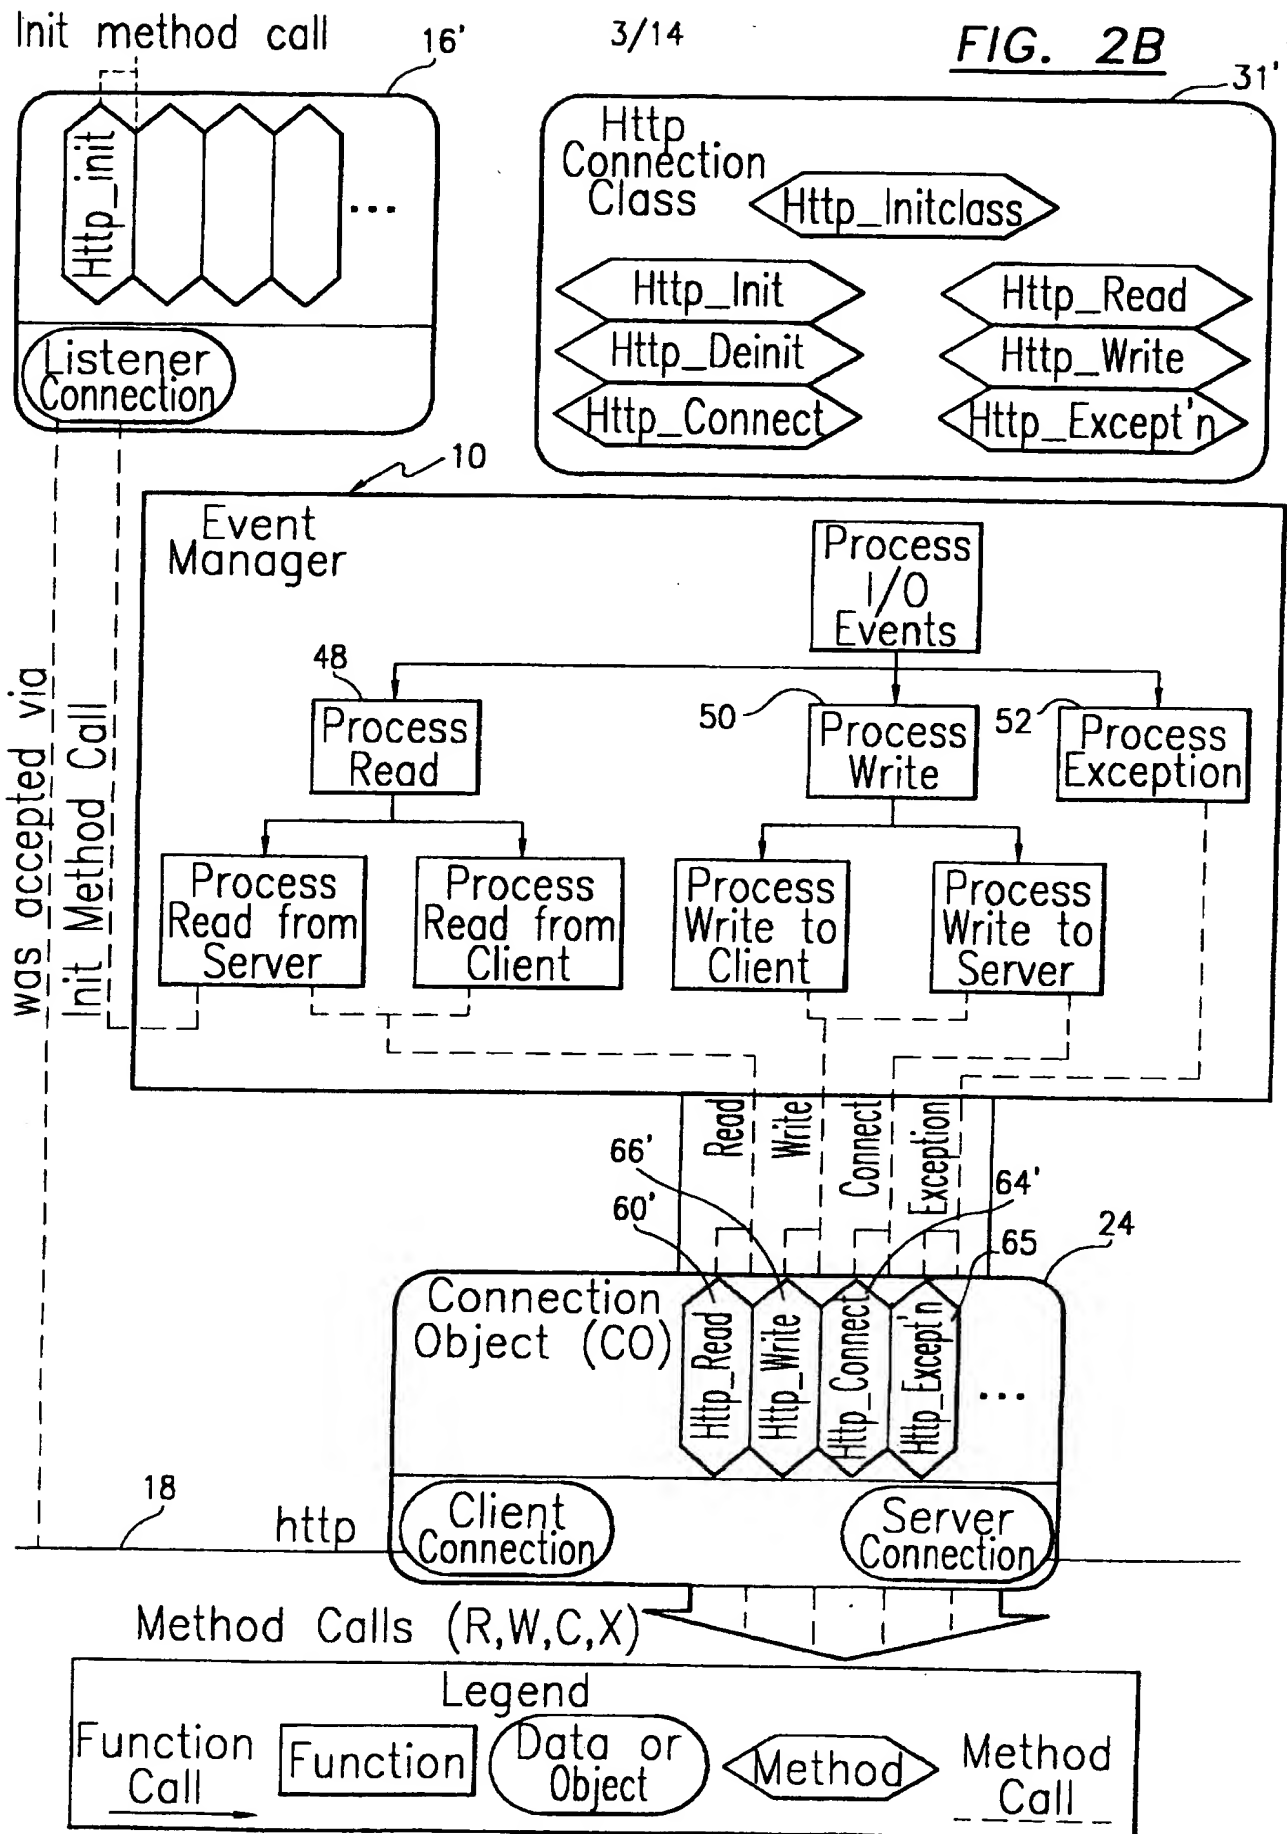 Init method call
16'
3/14
FIG. 2B
31'
Http_init
...
Listener
Connection
Http
Connection
Class
Http_Initclass
Http_Init
Http_Deinit
Http_Connect
Http_Read
Http_Write
Http_Except'n
10
Event
Manager
Process
I/O
Events
48
Process
Read
50
Process
Write
52
Process
Exception
Process
Read from
Server
Process
Read from
Client
Process
Write to
Client
Process
Write to
Server
was accepted via
Init Method Call
Read
Write
Connect
Exception
66'
60'
64'
65
24
Connection
Object (CO)
Http_Read
Http_Write
Http_Connect
Http_Except'n
...
18
http
Client
Connection
Server
Connection
Method Calls (R,W,C,X)
Legend
Function
Call
Function
Data or
Object
Method
Method
Call